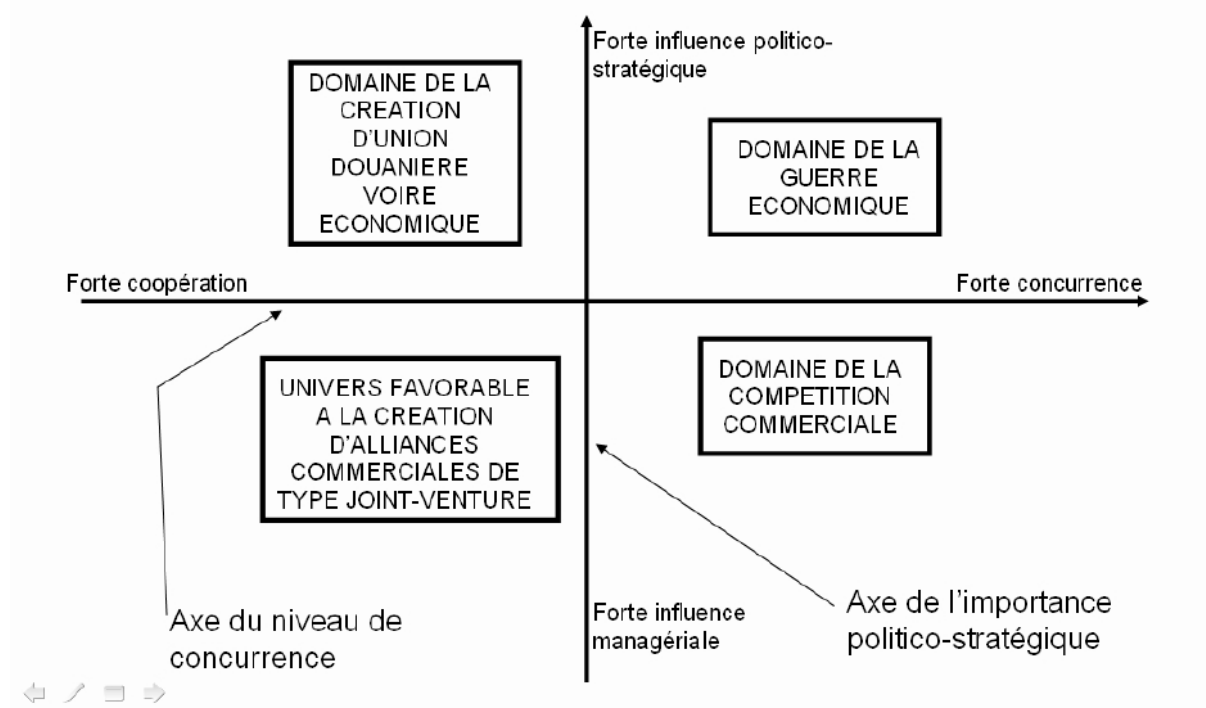 Forte influence politico-
stratégique
DOMAINE DE LA
CREATION
D'UNION
DOUANIERE
VOIRE
ECONOMIQUE
DOMAINE DE LA
GUERRE
ECONOMIQUE
Forte coopération
Forte concurrence
UNIVERS FAVORABLE
A LA CREATION
D'ALLIANCES
COMMERCIALES DE
TYPE JOINT-VENTURE
DOMAINE DE LA
COMPETITION
COMMERCIALE
Axe du niveau de
concurrence
Forte influence
managériale
Axe de l'importance
politico-stratégique